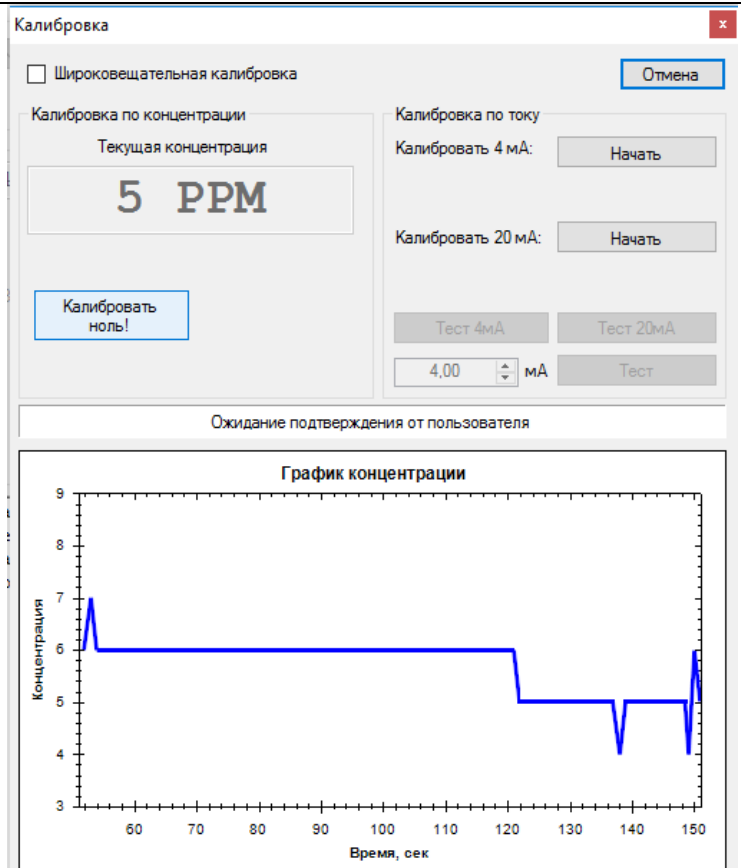 Калибровка
x
Широковещательная калибровка
Отмена
Калибровка по концентрации
Текущая концентрация
5 PPM
Калибровать
ноль!
Калибровка по току
Калибровать 4 мА:
Начать
Калибровать 20 мА:
Начать
Тест 4мА
Тест 20мА
4,00
мА
Тест
Ожидание подтверждения от пользователя
График концентрации
Концентрация
9
8
7
6
5
4
3
60 70 80 90 100 110 120 130 140 150
Время, сек